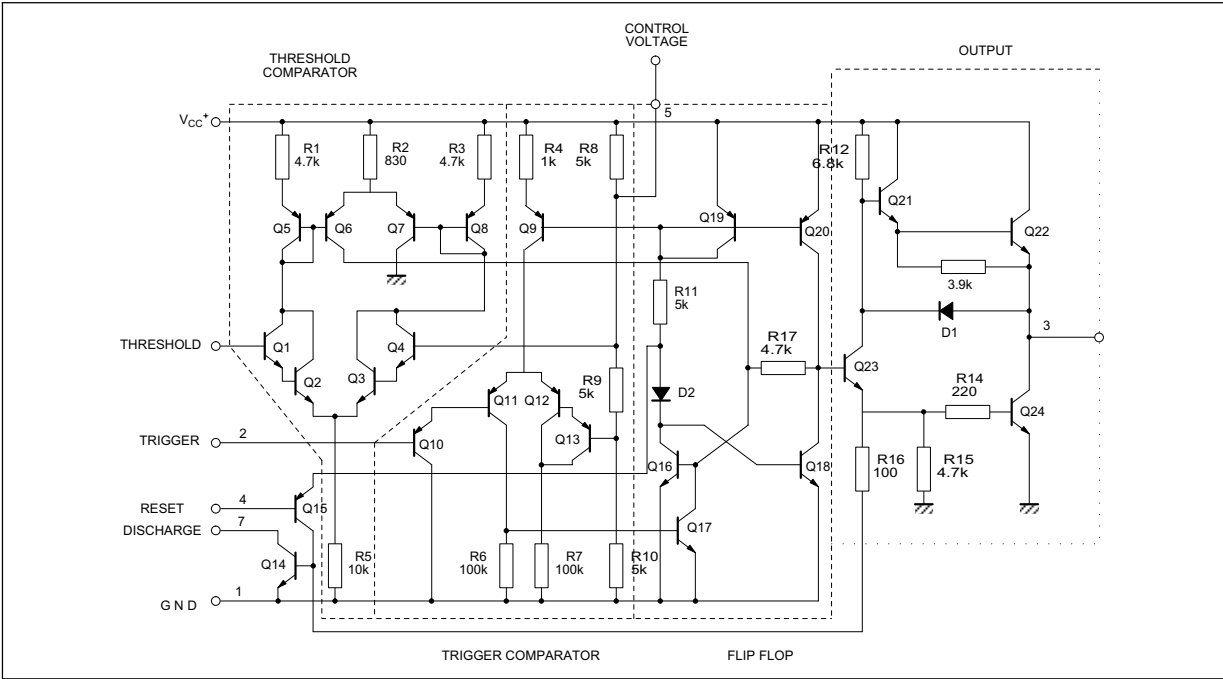 CONTROL
VOLTAGE
THRESHOLD
COMPARATOR
OUTPUT
5
VCC+
R1
4.7k
R2
830
R3
4.7k
R4
1k
R8
5k
R12
6.8k
Q5
Q6
Q7
Q8
Q9
Q19
Q20
Q21
Q22
R11
5k
3.9k
D1
3
THRESHOLD
Q1
Q2
Q3
Q4
R17
4.7k
Q23
R9
5k
D2
Q11
Q12
R14
220
Q24
TRIGGER
2
Q10
Q13
Q16
Q18
R16
100
R15
4.7k
RESET
4
Q15
DISCHARGE
7
Q17
Q14
R5
10k
R6
100k
R7
100k
R10
5k
GND
1
TRIGGER COMPARATOR
FLIP FLOP